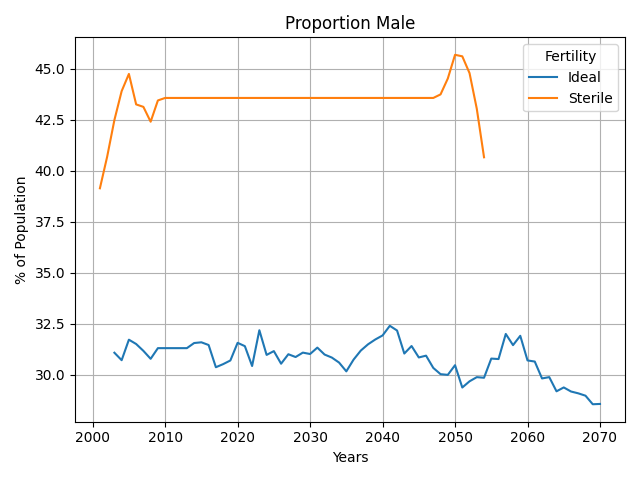 Proportion Male
Fertility
Ideal
Sterile
45.0
42.5
40.0
37.5
35.0
32.5
30.0
% of Population
2000 2010 2020 2030 2040 2050 2060 2070
Years